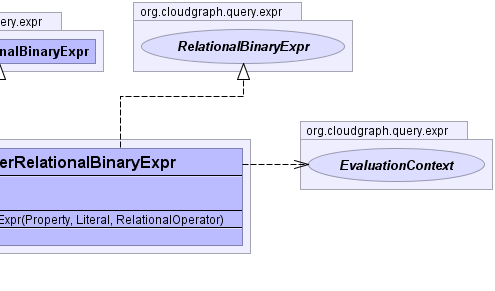 org.cloudgraph.query.expr
RelationalBinaryExpr
ery.expr
nalBinaryExpr
org.cloudgraph.query.expr
EvaluationContext
erRelationalBinaryExpr
Expr(Property, Literal, RelationalOperator)